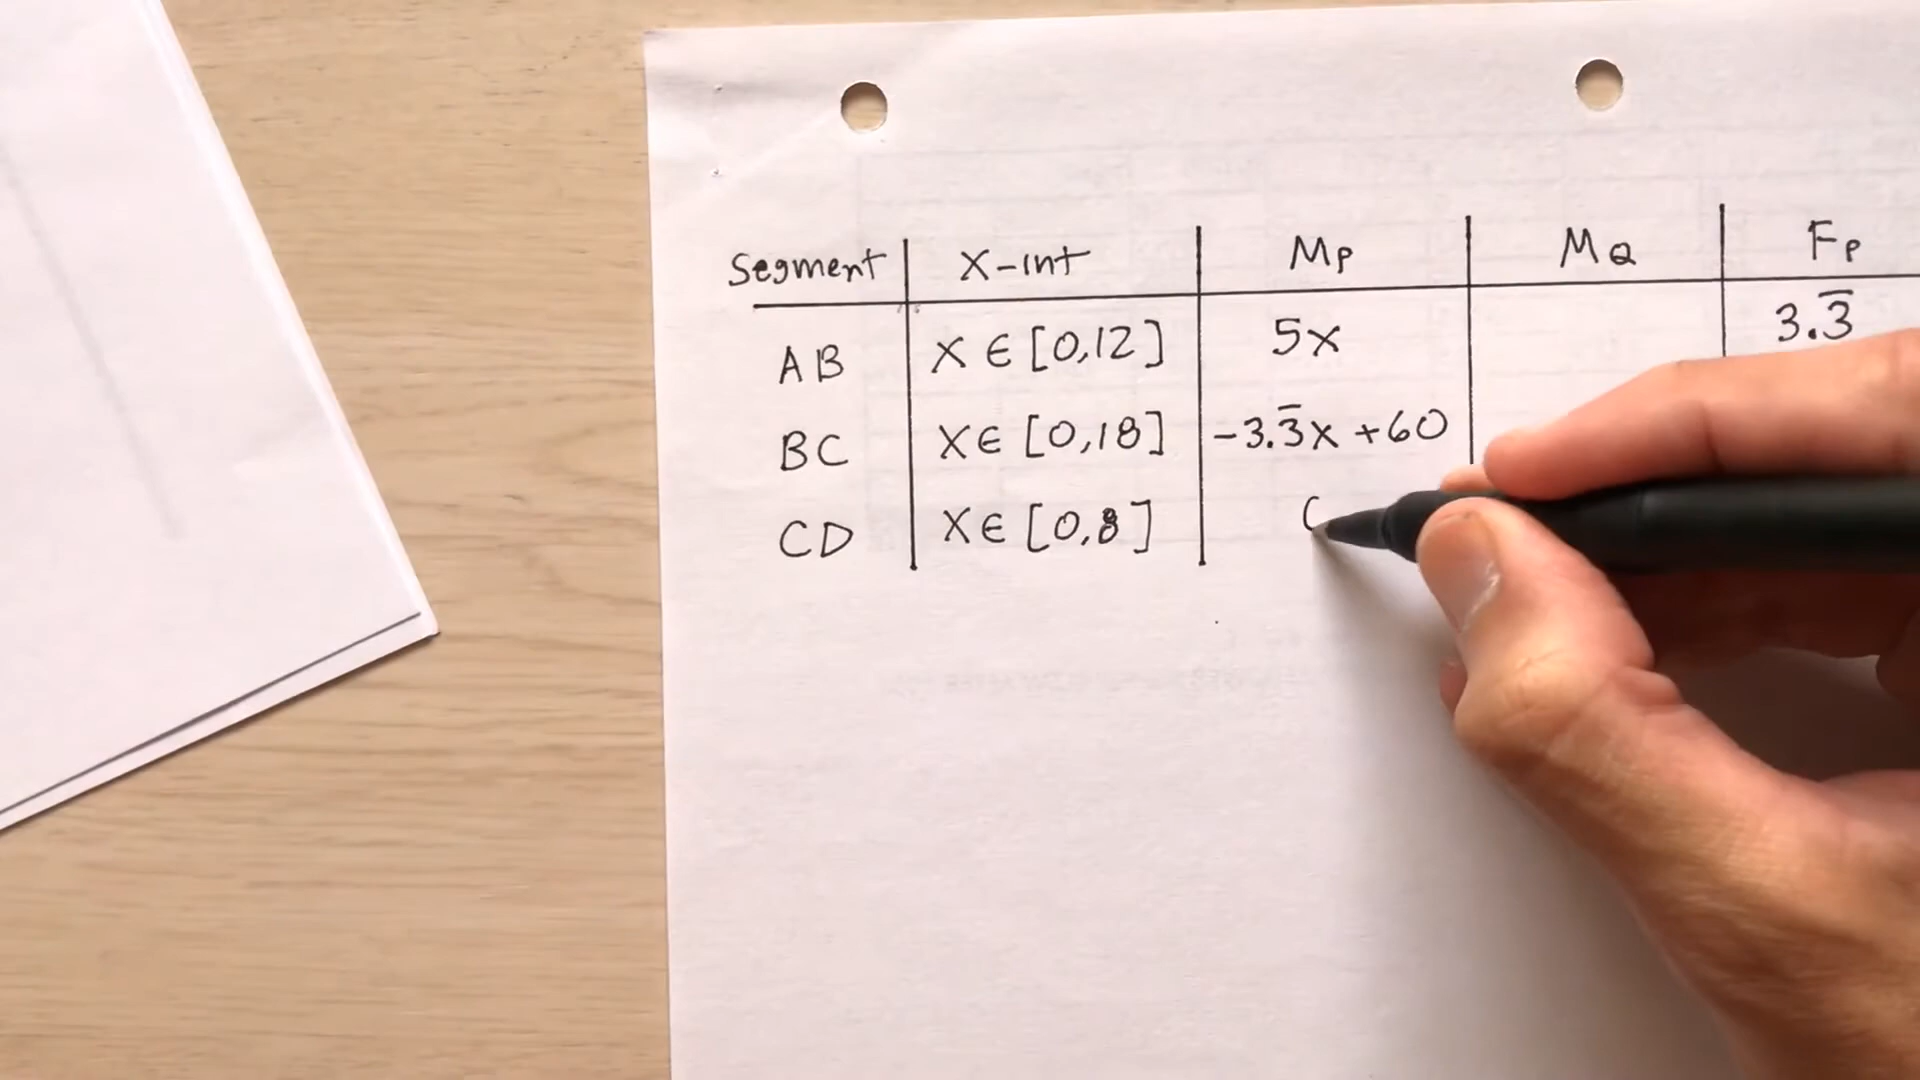 Segment X-int Mp MQ Fp
AB X ∈ [0,12] 5x 3.3̅
BC X ∈ [0,18] -3.3̅x +60
CD X ∈ [0,8]